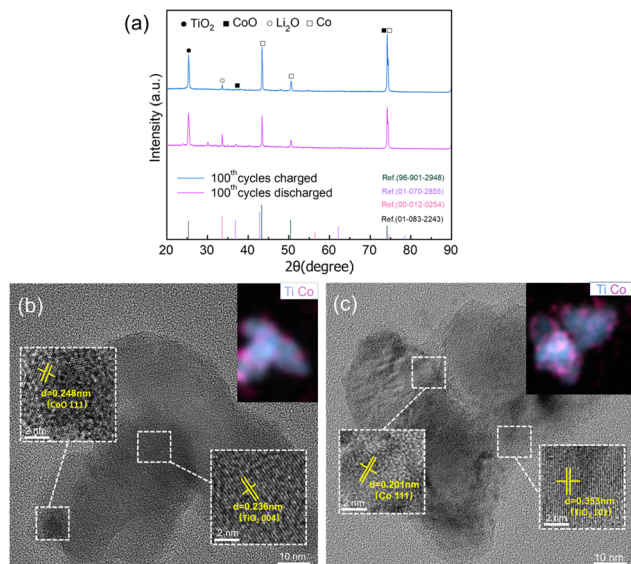 (a)
● TiO₂ ■ CoO ○ Li₂O □ Co
Intensity (a.u.)
100ᵗʰ cycles charged
100ᵗʰ cycles discharged
Ref.(96-901-2948)
Ref.(01-070-2855)
Ref.(00-012-0254)
Ref.(01-083-2243)
20 30 40 50 60 70 80 90
2θ(degree)
(b)
Ti Co
d=0.248nm
(CoO 111)
2 nm
d=0.236nm
(TiO₂ 004)
2 nm
10 nm
(c)
Ti Co
d=0.201nm
(Co 111)
2 nm
d=0.353nm
(TiO₂ 101)
2 nm
10 nm